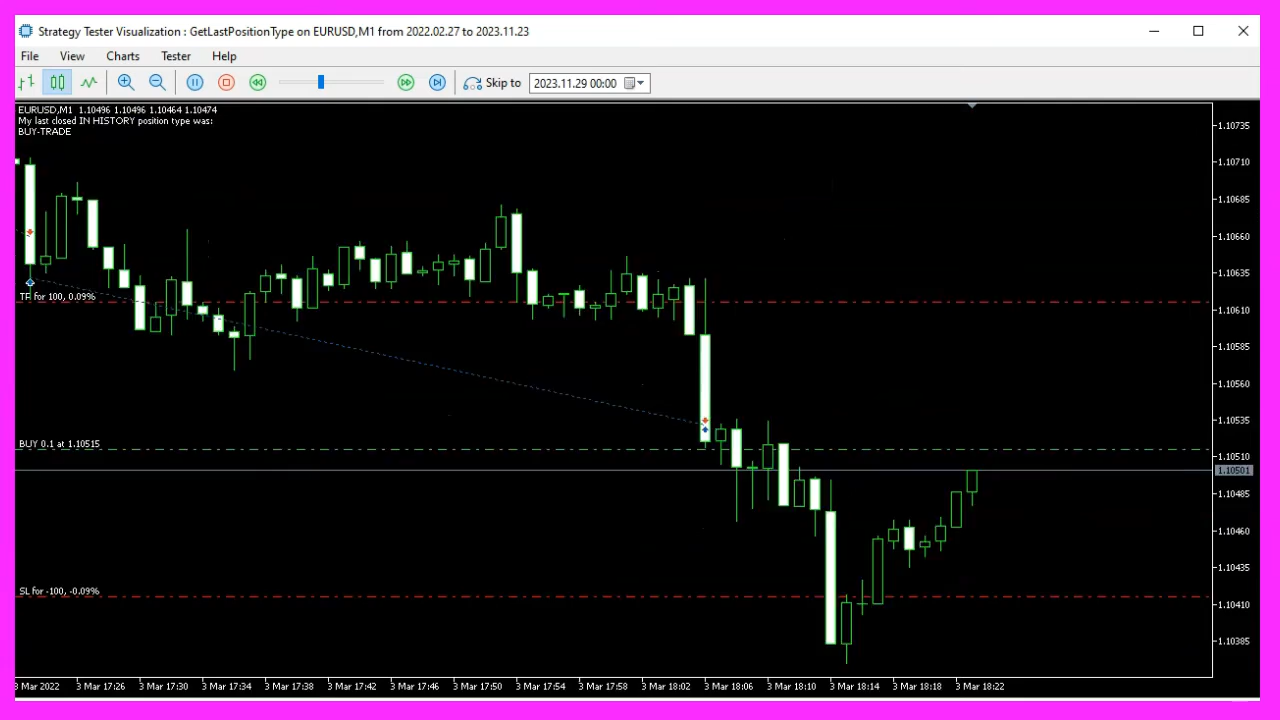 Strategy Tester Visualization : GetLastPositionType on EURUSD,M1 from 2022.02.27 to 2023.11.23
File View Charts Tester Help
Skip to 2023.11.29 00:00
EURUSD,M1 1.10496 1.10496 1.10464 1.10474
My last closed IN HISTORY position type was:
BUY-TRADE
1.10735
1.10710
1.10685
1.10660
1.10635
TP for 100, 0.09%
1.10610
1.10585
1.10560
1.10535
BUY 0.1 at 1.10515
1.10510
1.10501
1.10485
1.10460
1.10435
SL for -100, -0.09%
1.10410
1.10385
3 Mar 2022 3 Mar 17:26 3 Mar 17:30 3 Mar 17:34 3 Mar 17:38 3 Mar 17:42 3 Mar 17:46 3 Mar 17:50 3 Mar 17:54 3 Mar 17:58 3 Mar 18:02 3 Mar 18:06 3 Mar 18:10 3 Mar 18:14 3 Mar 18:18 3 Mar 18:22